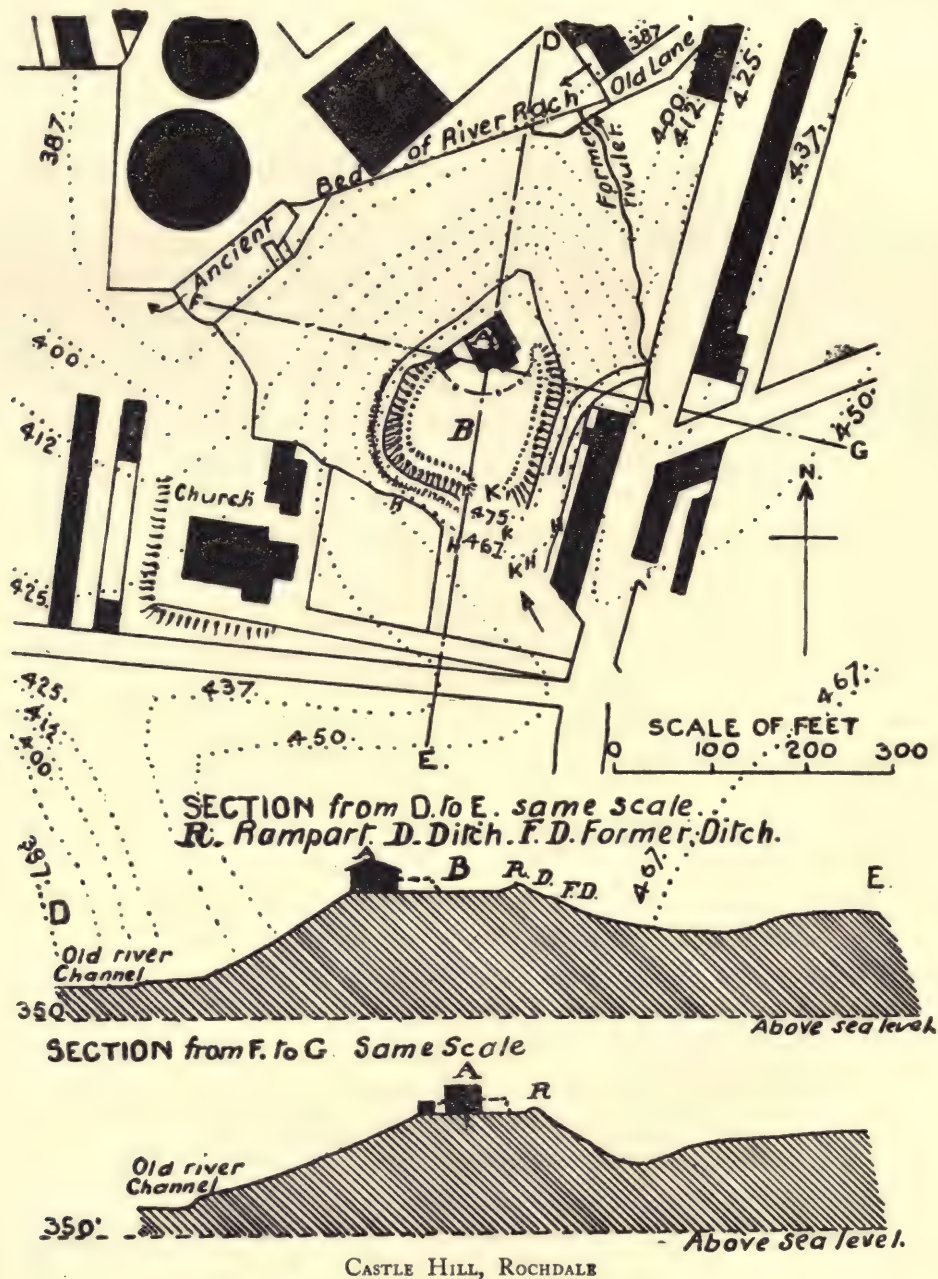 D
387
Old Lane
400
412
425
437
387
Bed of River Rach
Former rivulet
Ancient
F
A
400
412
B
450
G
N
Church
K
475
H
467
K
H
H
K
H
425
425
412
400
437
450
E.
467
SCALE OF FEET
0 100 200 300
SECTION from D. to E. same scale.
R. Rampart. D. Ditch. F. D. Former Ditch.
387
A
B
R. D. F.D.
467
E.
D
Old river
Channel
350
Above sea level.
SECTION from F. to G. Same Scale
A
R
Old river
Channel
350'
Above sea level.
CASTLE HILL, ROCHDALE